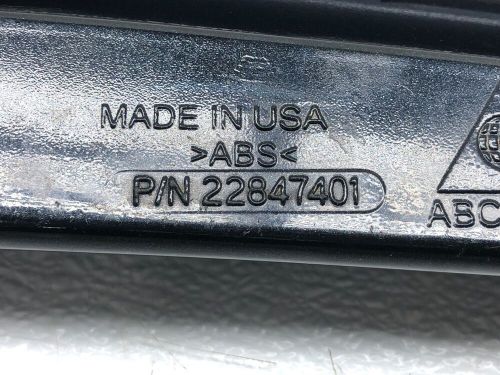 MADE IN USA
>ABS<
P/N 22847401
ABC